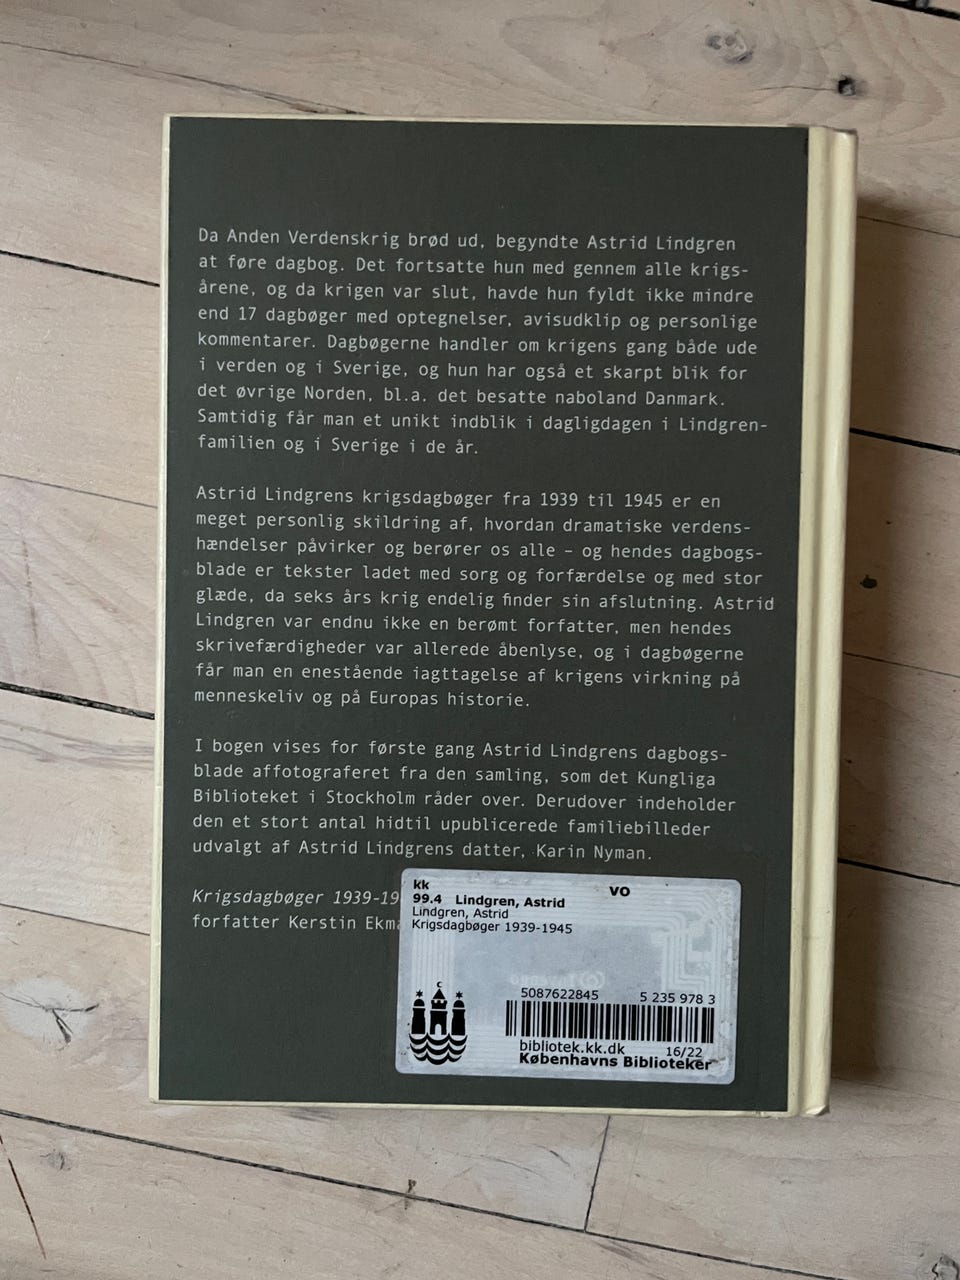 Da Anden Verdenskrig brød ud, begyndte Astrid Lindgren
at føre dagbog. Det fortsatte hun med gennem alle krigs-
årene, og da krigen var slut, havde hun fyldt ikke mindre
end 17 dagbøger med optegnelser, avisudklip og personlige
kommentarer. Dagbøgerne handler om krigens gang både ude
i verden og i Sverige, og hun har også et skarpt blik for
det øvrige Norden, bl.a. det besatte naboland Danmark.
Samtidig får man et unikt indblik i dagligdagen i Lindgren-
familien og i Sverige i de år.
Astrid Lindgrens krigsdagbøger fra 1939 til 1945 er en
meget personlig skildring af, hvordan dramatiske verdens-
hændelser påvirker og berører os alle – og hendes dagbogs-
blade er tekster ladet med sorg og forfærdelse og med stor
glæde, da seks års krig endelig finder sin afslutning. Astrid
Lindgren var endnu ikke en berømt forfatter, men hendes
skrivefærdigheder var allerede åbenlyse, og i dagbøgerne
får man en enestående iagttagelse af krigens virkning på
menneskeliv og på Europas historie.
I bogen vises for første gang Astrid Lindgrens dagbogs-
blade affotograferet fra den samling, som det Kungliga
Biblioteket i Stockholm råder over. Derudover indeholder
den et stort antal hidtil upublicerede familiebilleder
udvalgt af Astrid Lindgrens datter, Karin Nyman.
Krigsdagbøger 1939-19
forfatter Kerstin Ekm
kk VO
99.4 Lindgren, Astrid
Lindgren, Astrid
Krigsdagbøger 1939-1945
5087622845 5 235 978 3
bibliotek.kk.dk 16/22
Københavns Biblioteker